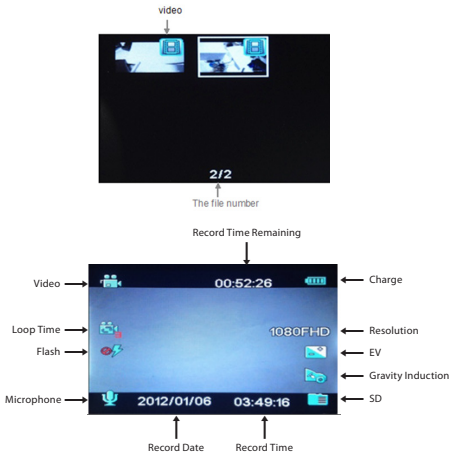 video
2/2
The file number
Record Time Remaining
Video
00:52:26
Charge
Loop Time
1080FHD
Resolution
Flash
EV
Gravity Induction
Microphone
2012/01/06
03:49:16
SD
Record Date
Record Time